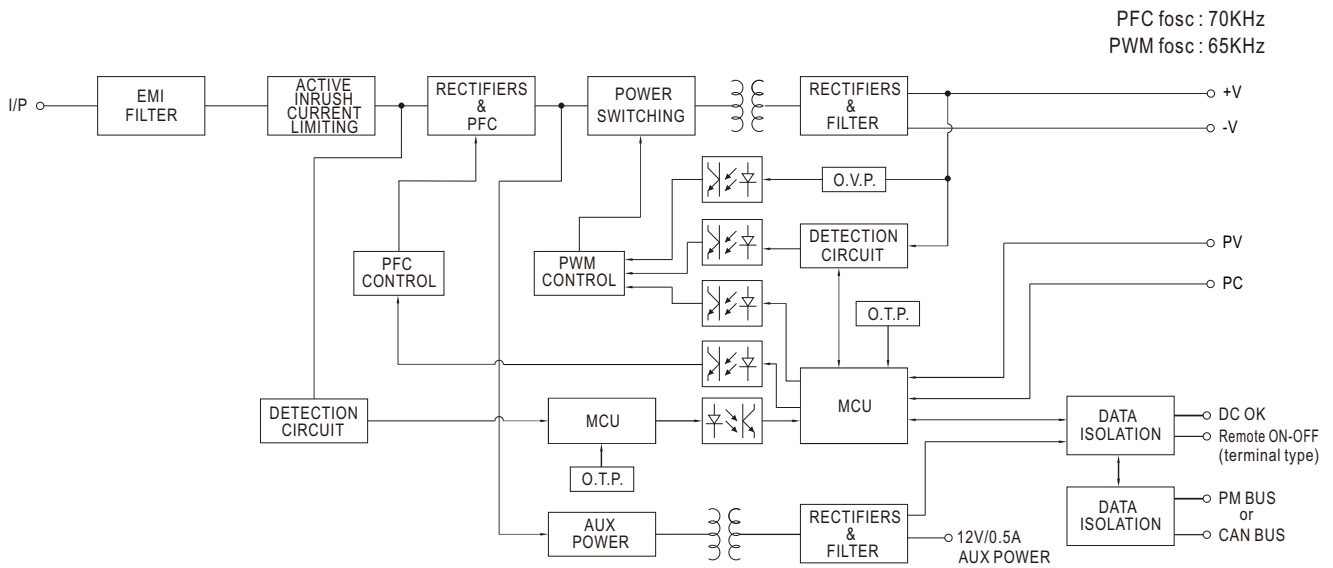 PFC fosc : 70KHz
PWM fosc : 65KHz
I/P
EMI
FILTER
ACTIVE
INRUSH
CURRENT
LIMITING
RECTIFIERS
&
PFC
POWER
SWITCHING
RECTIFIERS
&
FILTER
+V
-V
O.V.P.
DETECTION
CIRCUIT
PFC
CONTROL
PWM
CONTROL
PV
PC
O.T.P.
MCU
DETECTION
CIRCUIT
MCU
O.T.P.
DATA
ISOLATION
DC OK
Remote ON-OFF
(terminal type)
DATA
ISOLATION
PM BUS
or
CAN BUS
AUX
POWER
RECTIFIERS
&
FILTER
12V/0.5A
AUX POWER